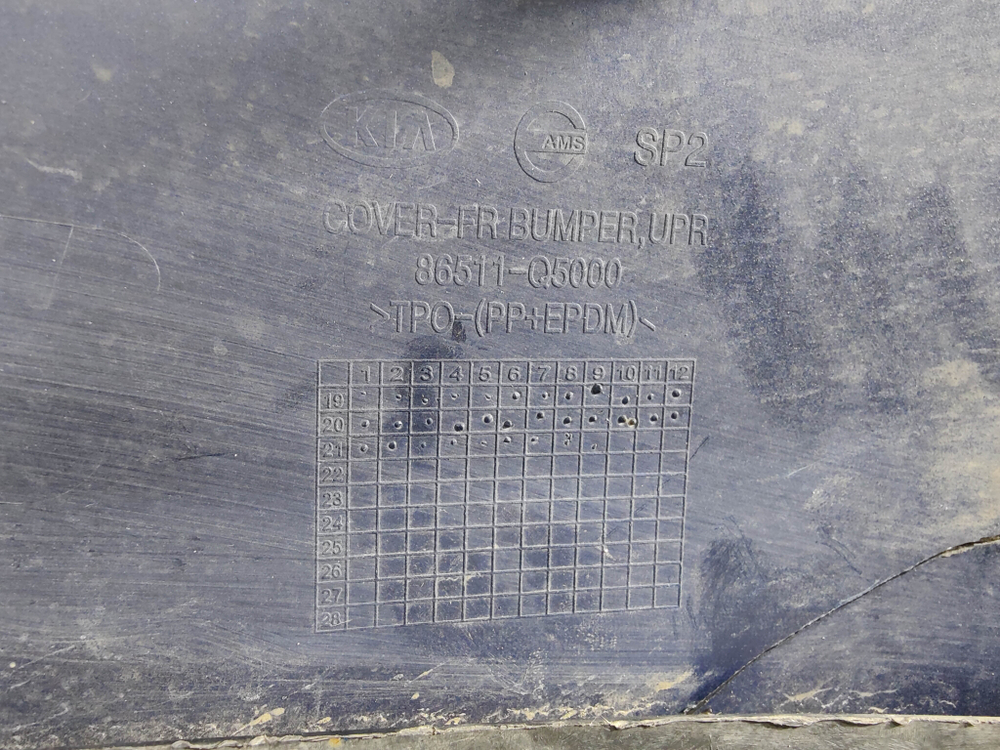 KIA AMS SP2
COVER-FR BUMPER,UPR
86511-Q5000
>TPO-(PP+EPDM)<
1 2 3 4 5 6 7 8 9 10 11 12
19
20
21
22
23
24
25
26
27
28